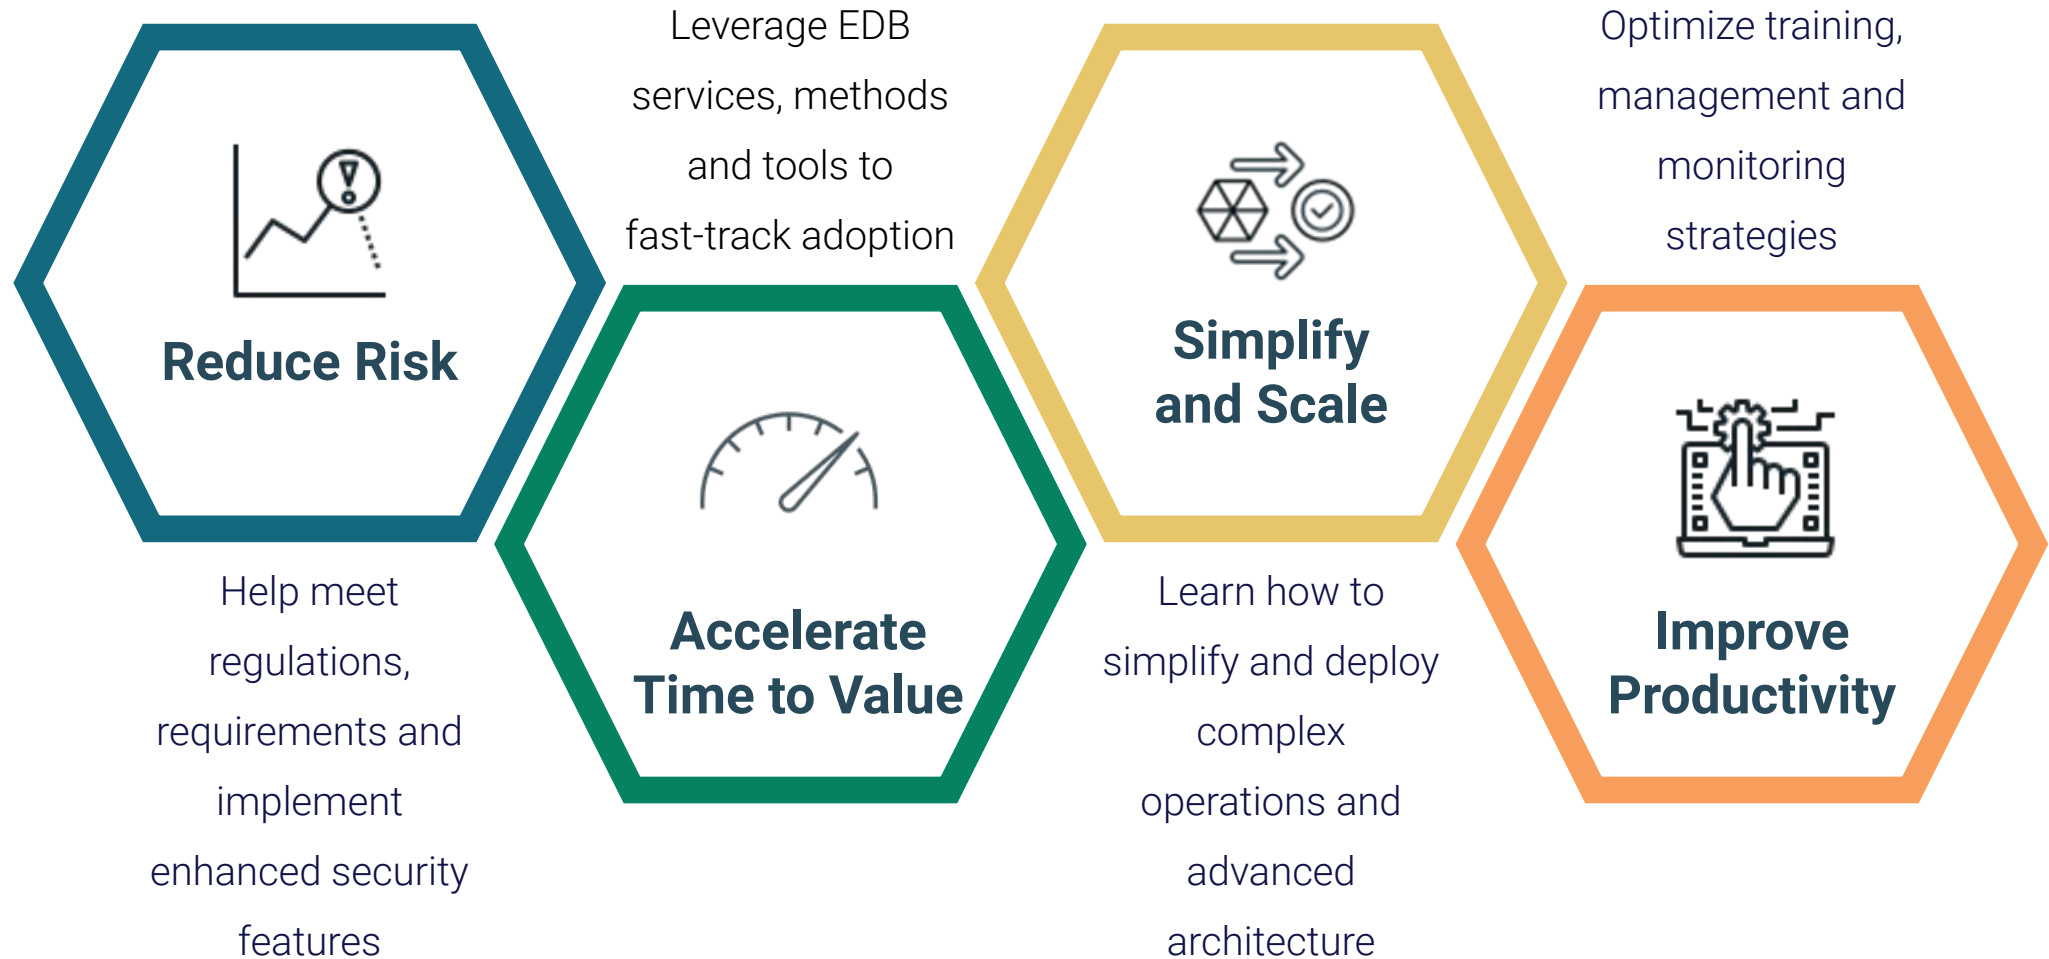 Reduce Risk
Help meet
regulations,
requirements and
implement
enhanced security
features
Leverage EDB
services, methods
and tools to
fast-track adoption
Accelerate
Time to Value
Simplify
and Scale
Learn how to
simplify and deploy
complex
operations and
advanced
architecture
Optimize training,
management and
monitoring
strategies
Improve
Productivity